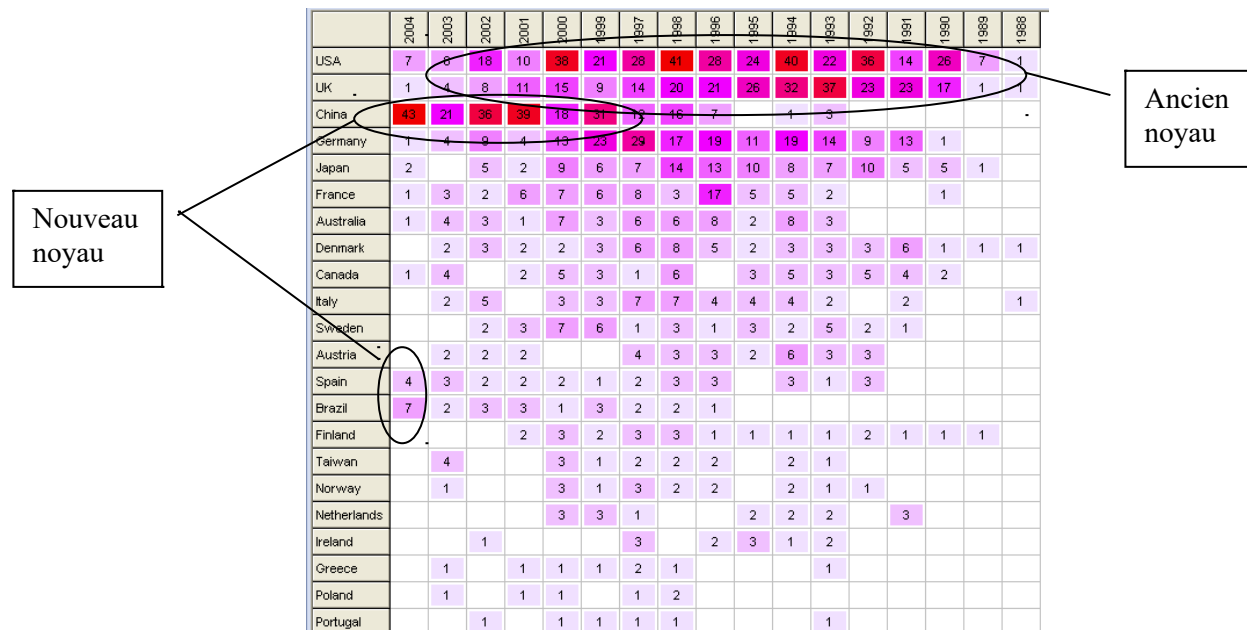 2004 2003 2002 2001 2000 1999 1997 1998 1996 1995 1994 1993 1992 1991 1990 1989 1988
USA 7 18 10 38 21 28 41 28 24 40 22 36 14 26 7 1
UK 1 4 8 11 15 9 14 20 21 26 32 37 23 23 17 1 1
China 43 21 36 39 18 31 12 16 7 1 3
Germany 1 4 9 4 13 23 29 17 19 11 19 14 9 13 1
Japan 2 5 2 9 6 7 14 13 10 8 7 10 5 5 1
France 1 3 2 6 7 6 8 3 17 5 5 2 1
Australia 1 4 3 1 7 3 6 6 8 2 8 3
Denmark 2 3 2 2 3 6 8 5 2 3 3 3 6 1 1 1
Canada 1 4 2 5 3 1 6 3 5 3 5 4 2
Italy 2 5 3 3 7 7 4 4 4 2 2 1
Sweden 2 3 7 6 1 3 1 3 2 5 2 1
Austria 2 2 2 4 3 3 2 6 3 3
Spain 4 3 2 2 2 1 2 3 3 3 1 3
Brazil 7 2 3 3 1 3 2 2 1
Finland 2 3 2 3 3 1 1 1 1 2 1 1 1
Taiwan 4 3 1 2 2 2 2 1
Norway 1 3 1 3 2 2 2 1 1
Netherlands 3 3 1 2 2 2 3
Ireland 1 3 2 3 1 2
Greece 1 1 1 1 2 1 1
Poland 1 1 1 1 2
Portugal 1 1 1 1 1 1
Nouveau
noyau
Ancien
noyau